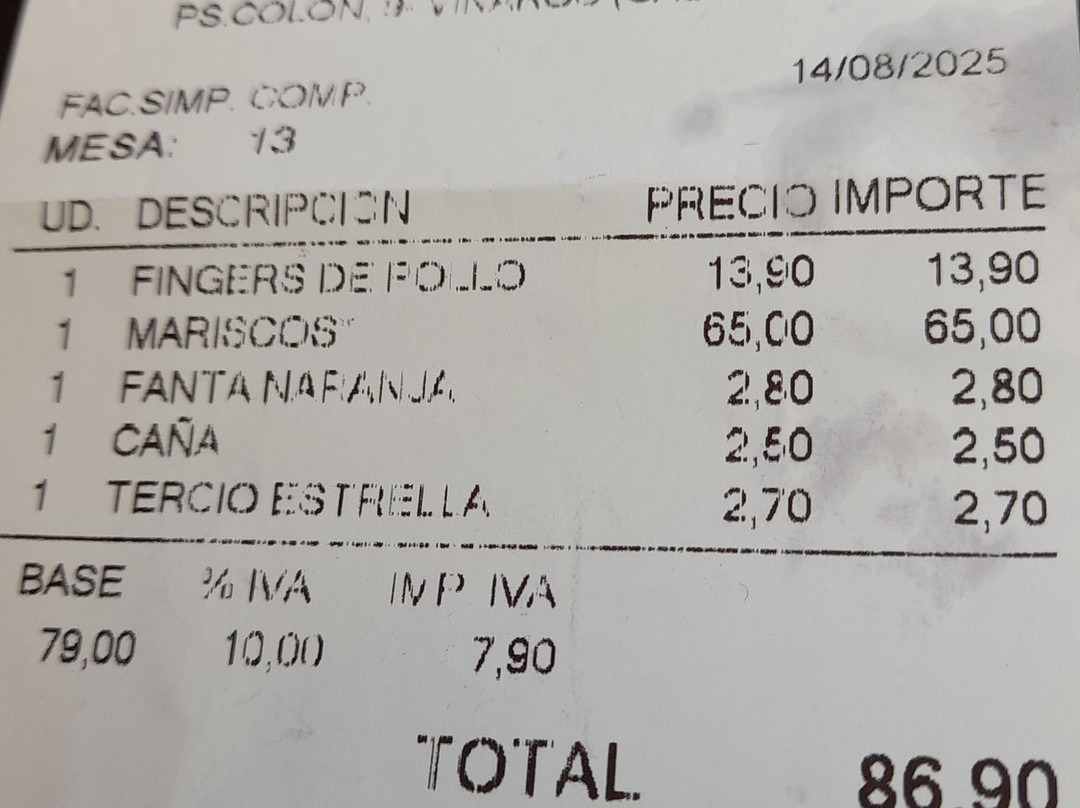 PS.COLON, 9- VINAROS
14/08/2025
FAC.SIMP. COMP.
MESA: 13
UD. DESCRIPCION PRECIO IMPORTE
1 FINGERS DE POLLO 13,90 13,90
1 MARISCOS* 65,00 65,00
1 FANTA NARANJA 2,80 2,80
1 CAÑA 2,50 2,50
1 TERCIO ESTRELLA 2,70 2,70
BASE % IVA IMP IVA
79,00 10,00 7,90
TOTAL 86,90